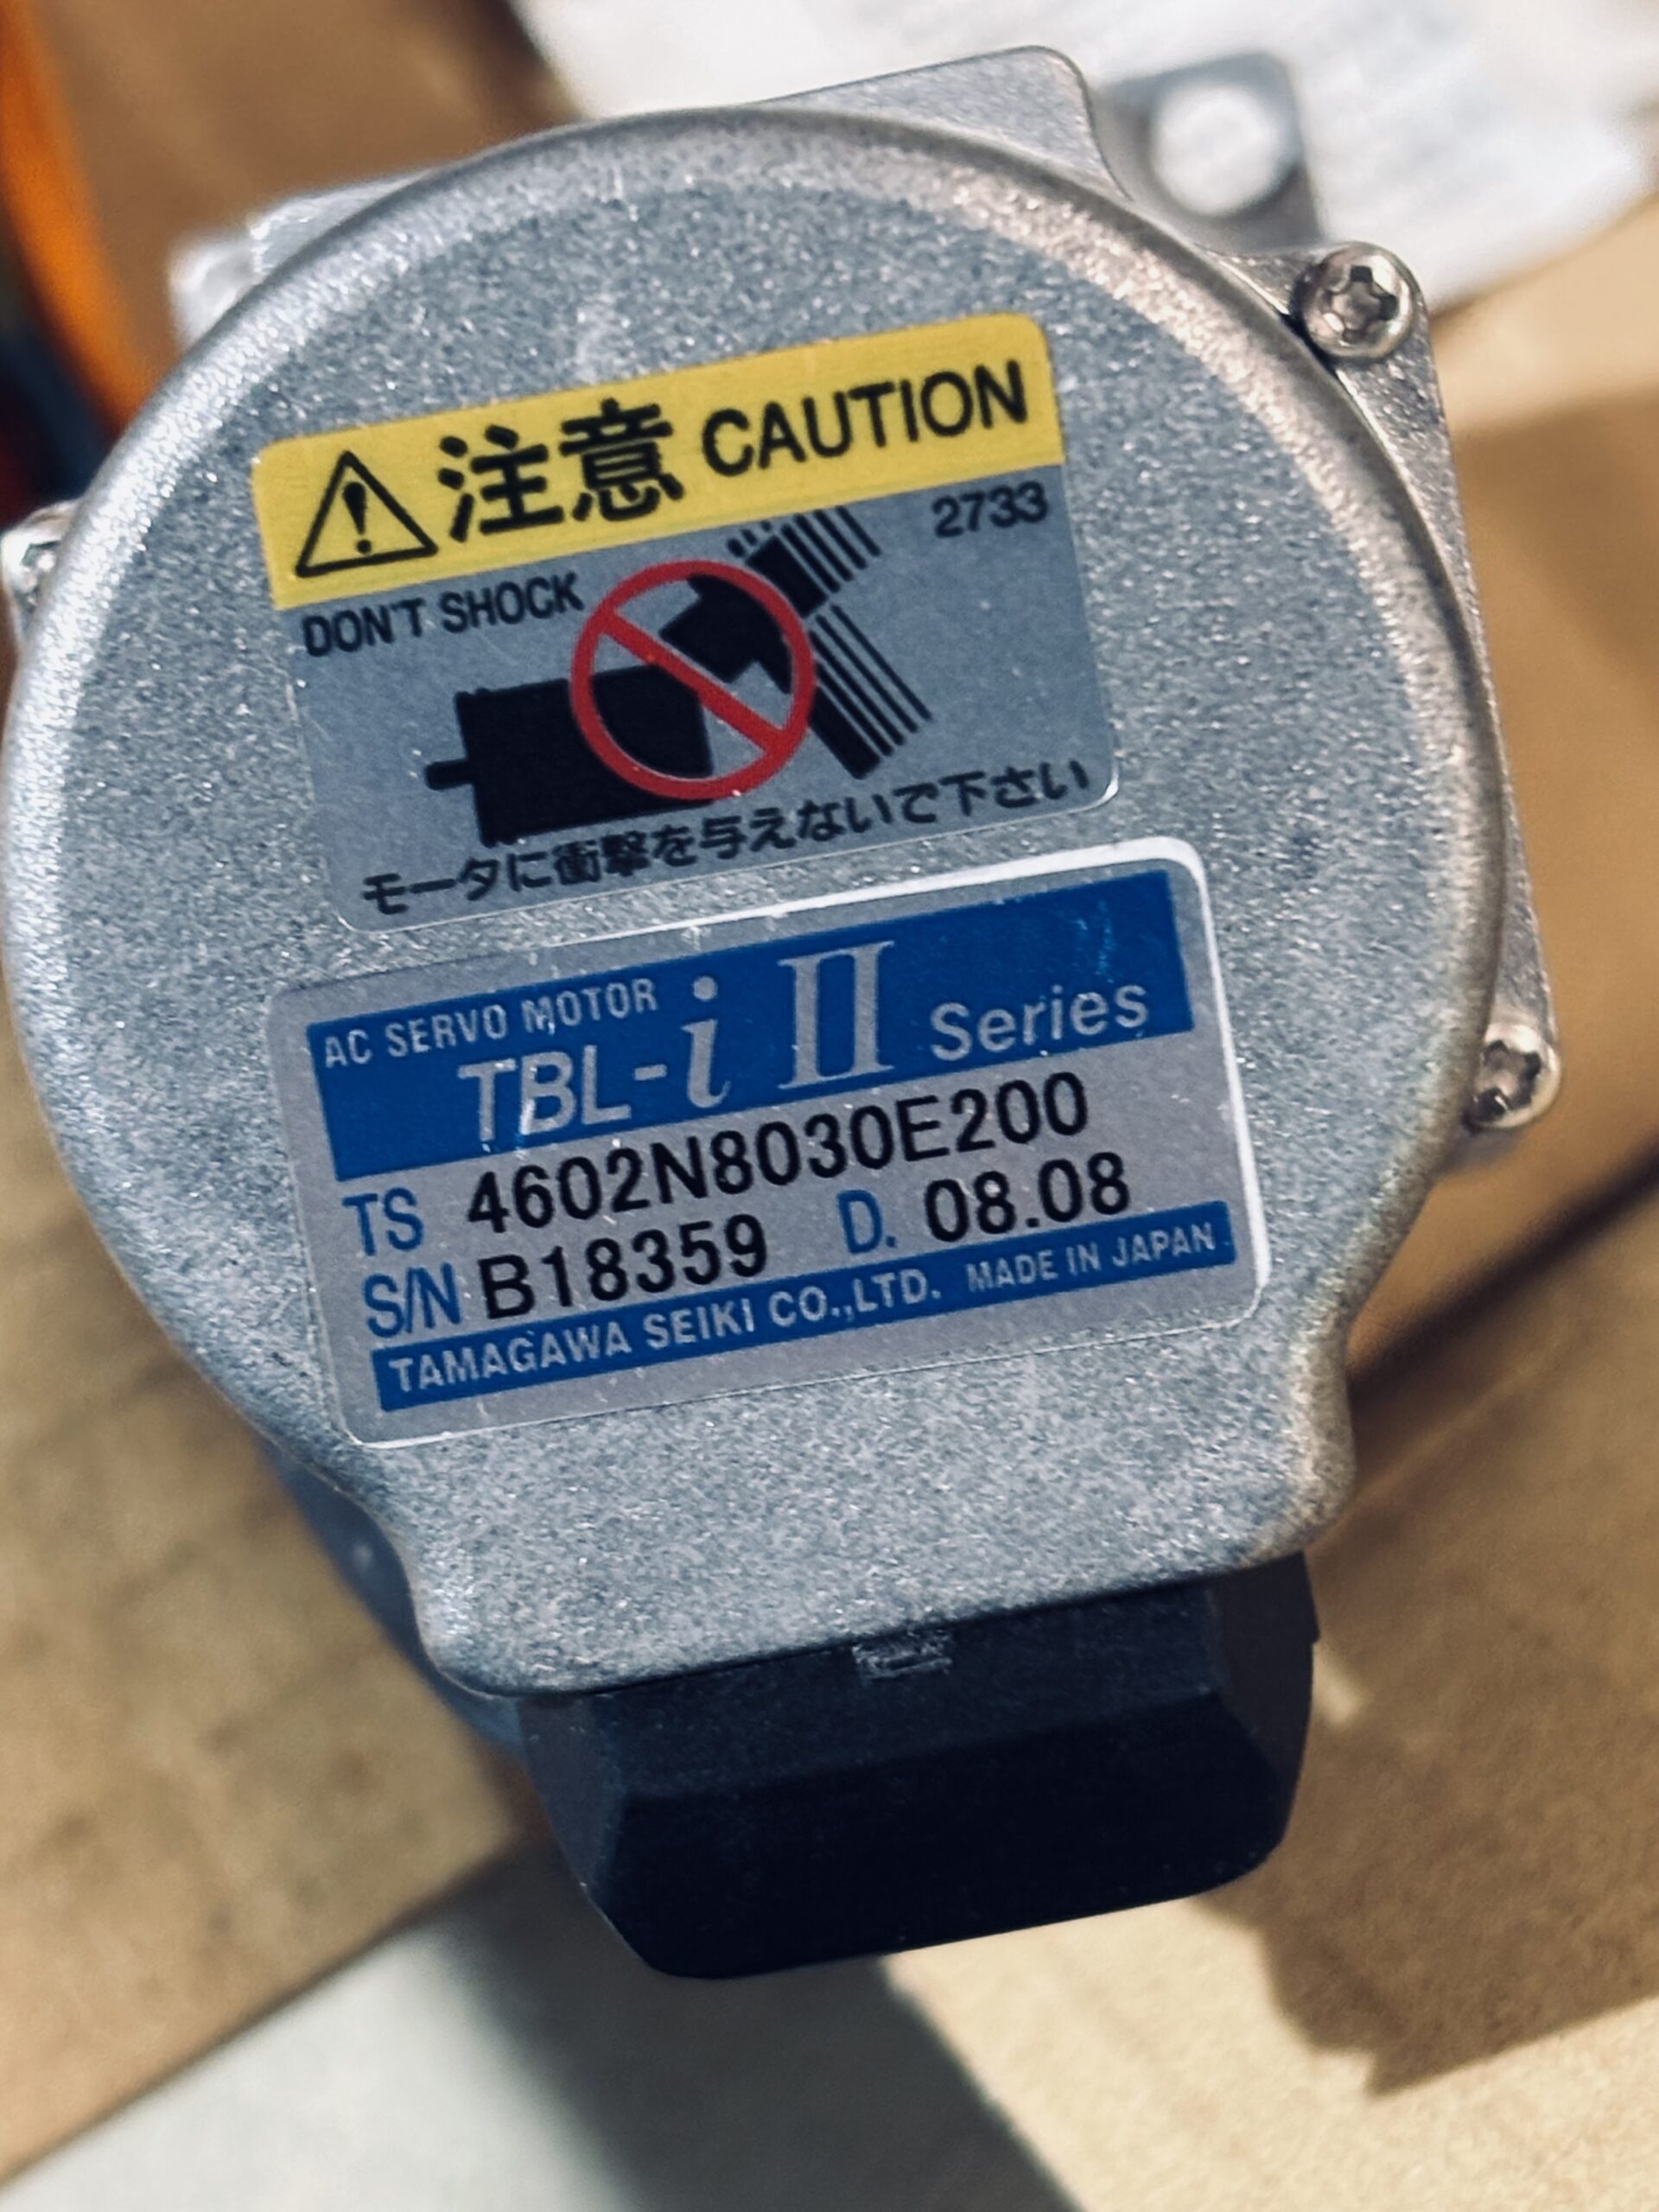 注意 CAUTION
2733
DON'T SHOCK
モータに衝撃を与えないで下さい
AC SERVO MOTOR
TBL-i II Series
TS 4602N8030E200
S/N B18359 D. 08.08
TAMAGAWA SEIKI CO.,LTD. MADE IN JAPAN